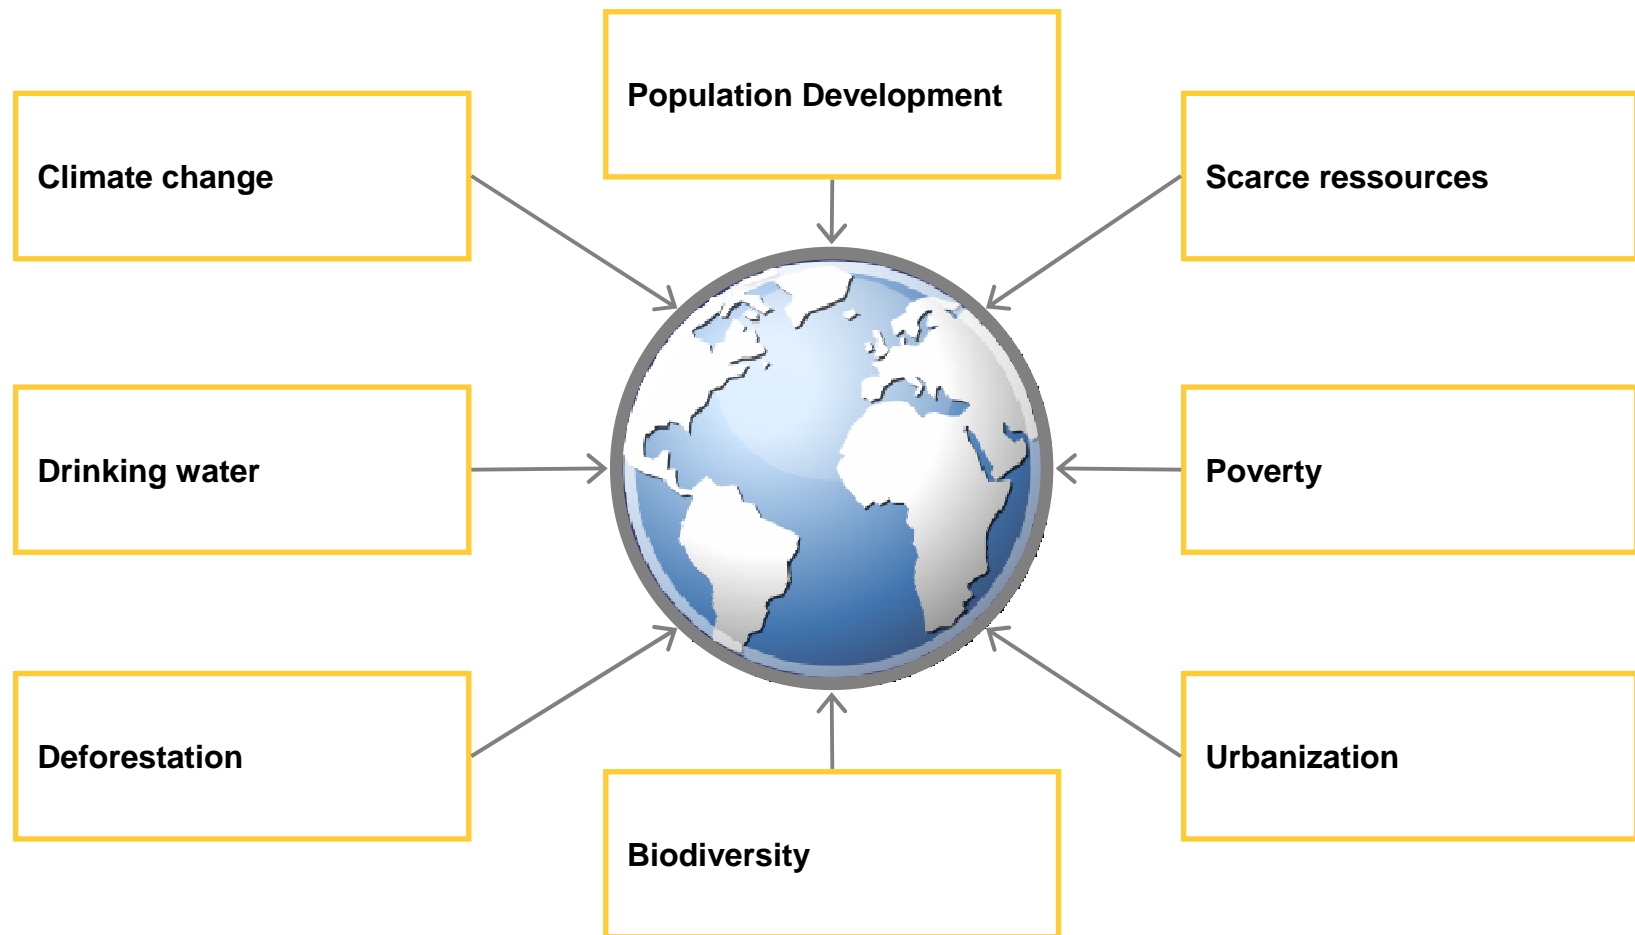 Population Development
Climate change
Scarce ressources
Drinking water
Poverty
Deforestation
Urbanization
Biodiversity